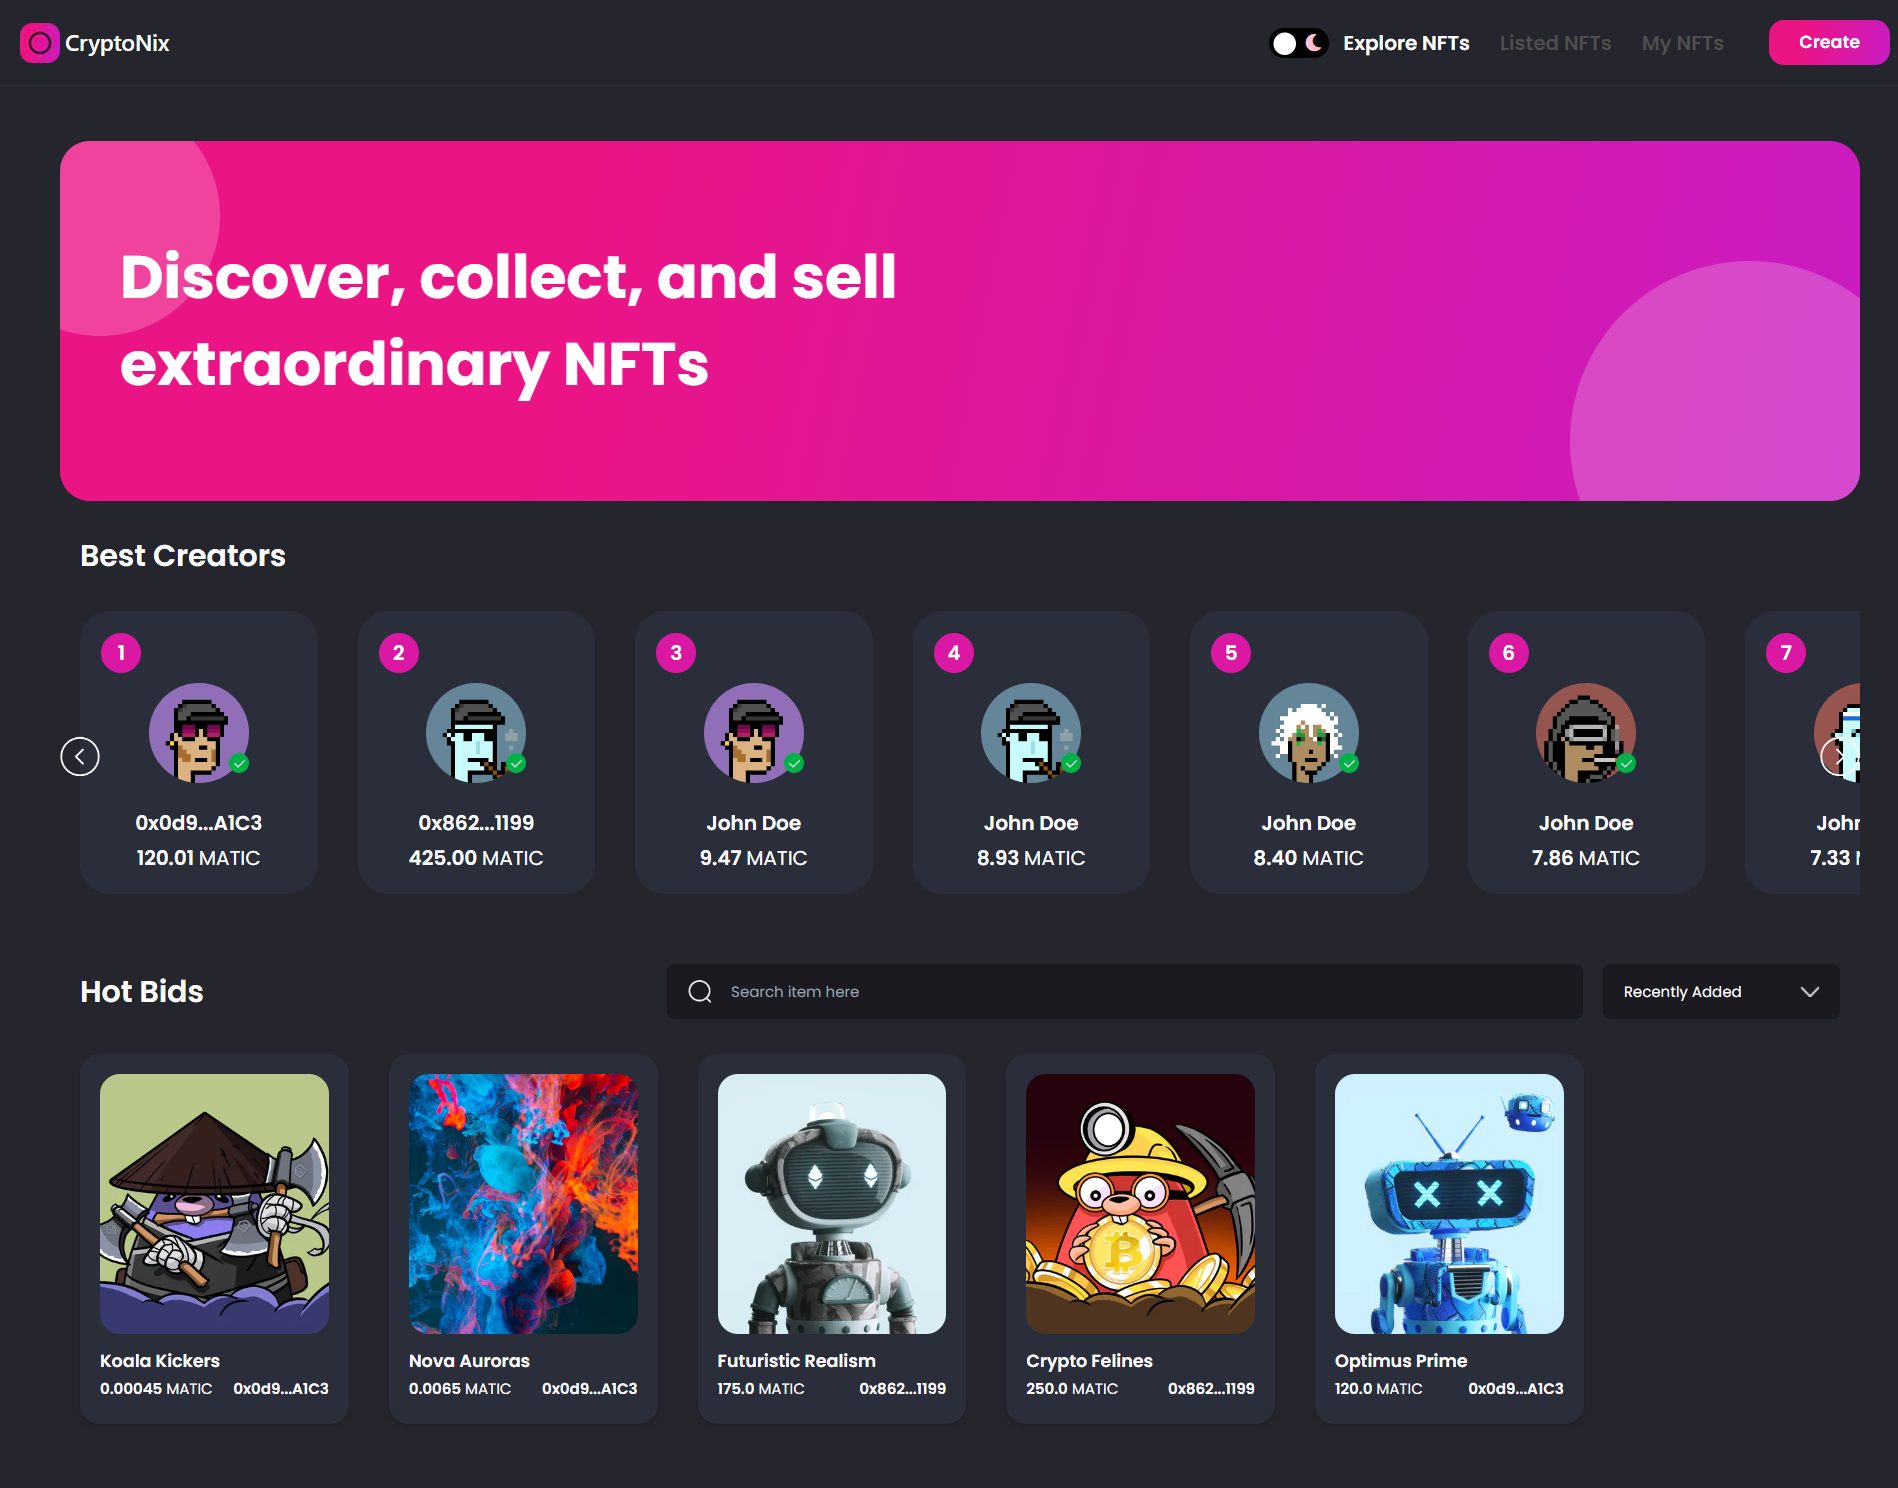 CryptoNix
Explore NFTs
Listed NFTs
My NFTs
Create
Discover, collect, and sell
extraordinary NFTs
Best Creators
1
0x0d9...A1C3
120.01 MATIC
2
0x862...1199
425.00 MATIC
3
John Doe
9.47 MATIC
4
John Doe
8.93 MATIC
5
John Doe
8.40 MATIC
6
John Doe
7.86 MATIC
7
John
7.33
Hot Bids
Search item here
Recently Added
Koala Kickers
0.00045 MATIC 0x0d9...A1C3
Nova Auroras
0.0065 MATIC 0x0d9...A1C3
Futuristic Realism
175.0 MATIC 0x862...1199
Crypto Felines
250.0 MATIC 0x862...1199
Optimus Prime
120.0 MATIC 0x0d9...A1C3